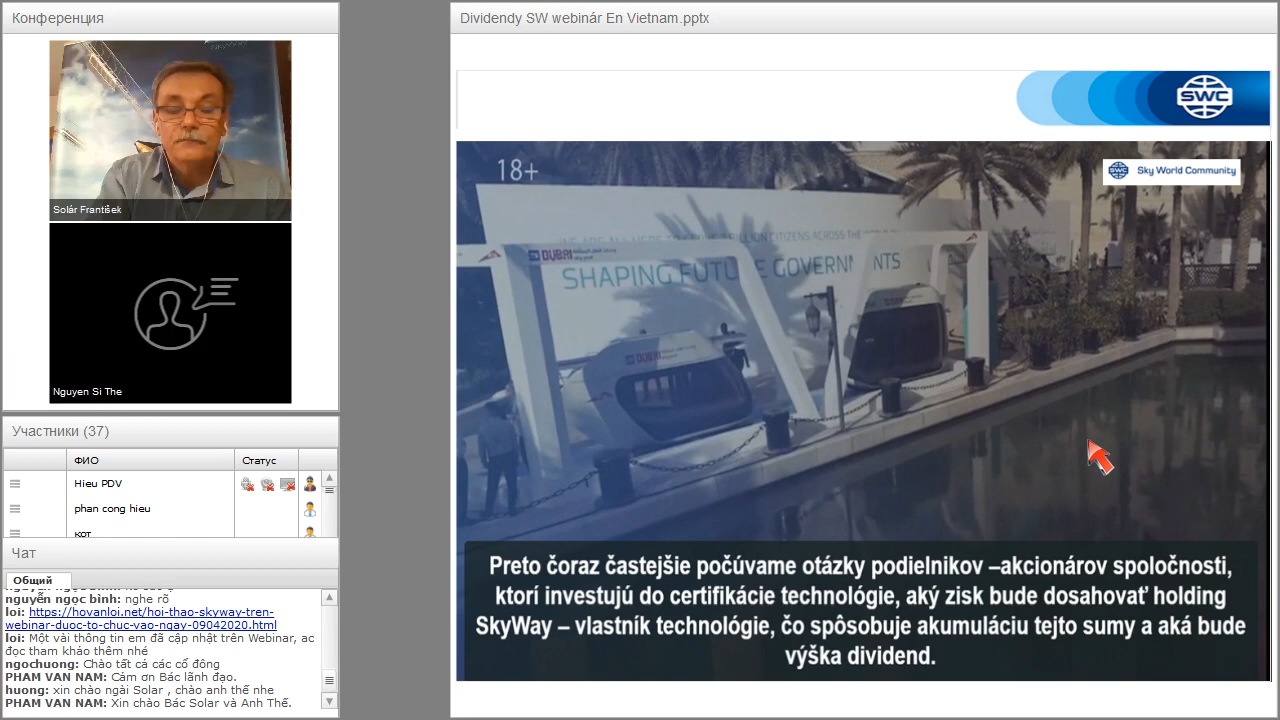 Конференция
Solár František
Nguyen Si The
Участники (37)
ФИО
Статус
Hieu PDV
phan cong hieu
кот
Чат
Общий
nguyễn ngọc bình: nghe rõ
loi: https://hovanloi.net/hoi-thao-skyway-tren-
webinar-duoc-to-chuc-vao-ngay-09042020.html
loi: Một vài thông tin em đã cập nhật trên Webinar, ac
đọc tham khảo thêm nhé
ngochuong: Chào tất cả các cổ đông
PHAM VAN NAM: Cảm ơn Bác lãnh đạo.
huong: xin chào ngài Solar , chào anh thế nhe
PHAM VAN NAM: Xin chào Bác Solar và Anh Thế.
Dividendy SW webinár En Vietnam.pptx
SWC
18+
SWC Sky World Community
DUBAI
SHAPING FUTURE GOVERNMENTS
DUBAI
Preto čoraz častejšie počúvame otázky podielnikov –akcionárov spoločnosti,
ktorí investujú do certifikácie technológie, aký zisk bude dosahovať holding
SkyWay – vlastník technológie, čo spôsobuje akumuláciu tejto sumy a aká bude
výška dividend.